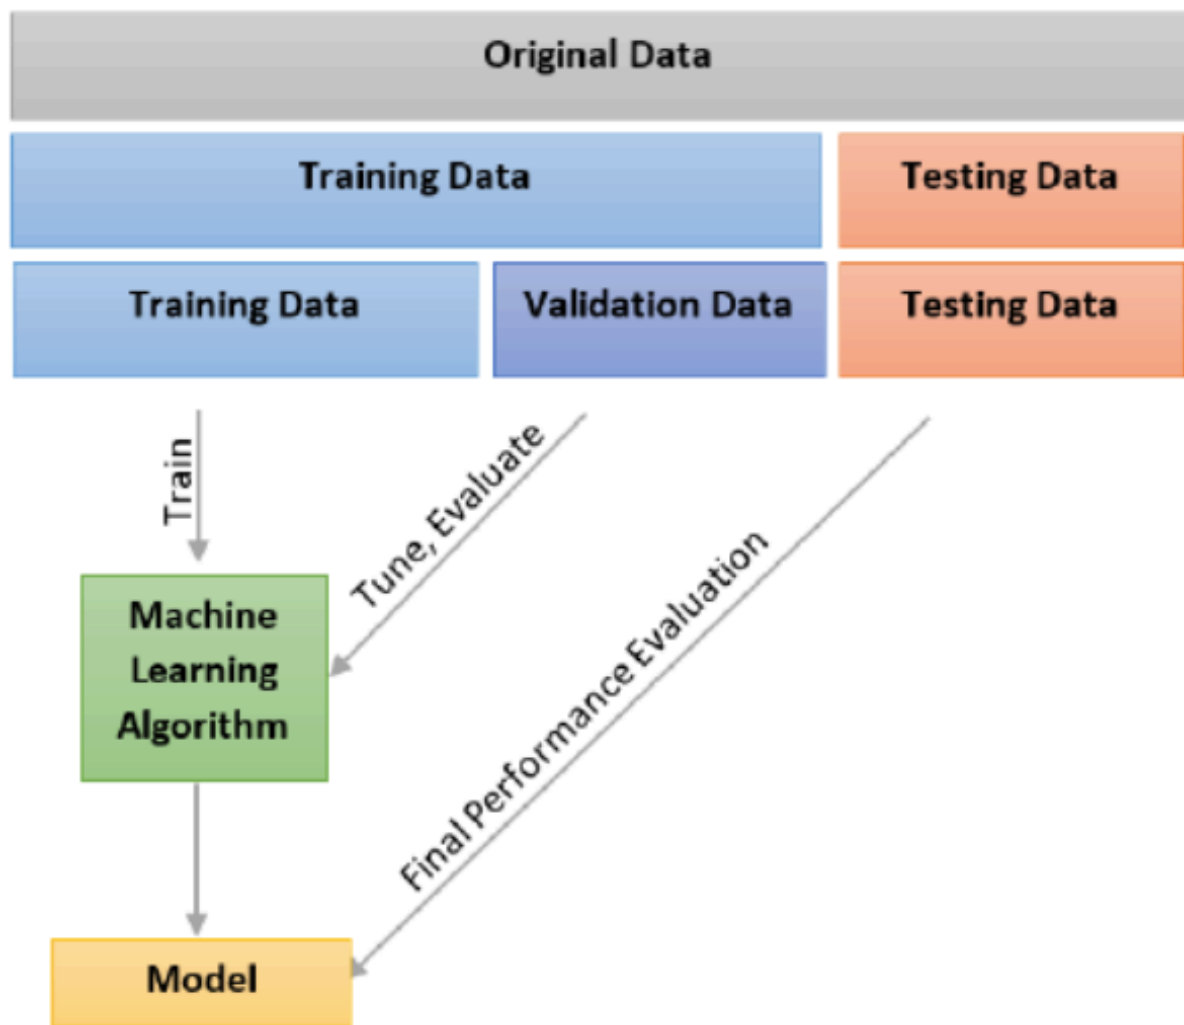 Original Data
Training Data
Testing Data
Training Data
Validation Data
Testing Data
Train
Tune, Evaluate
Final Performance Evaluation
Machine
Learning
Algorithm
Model